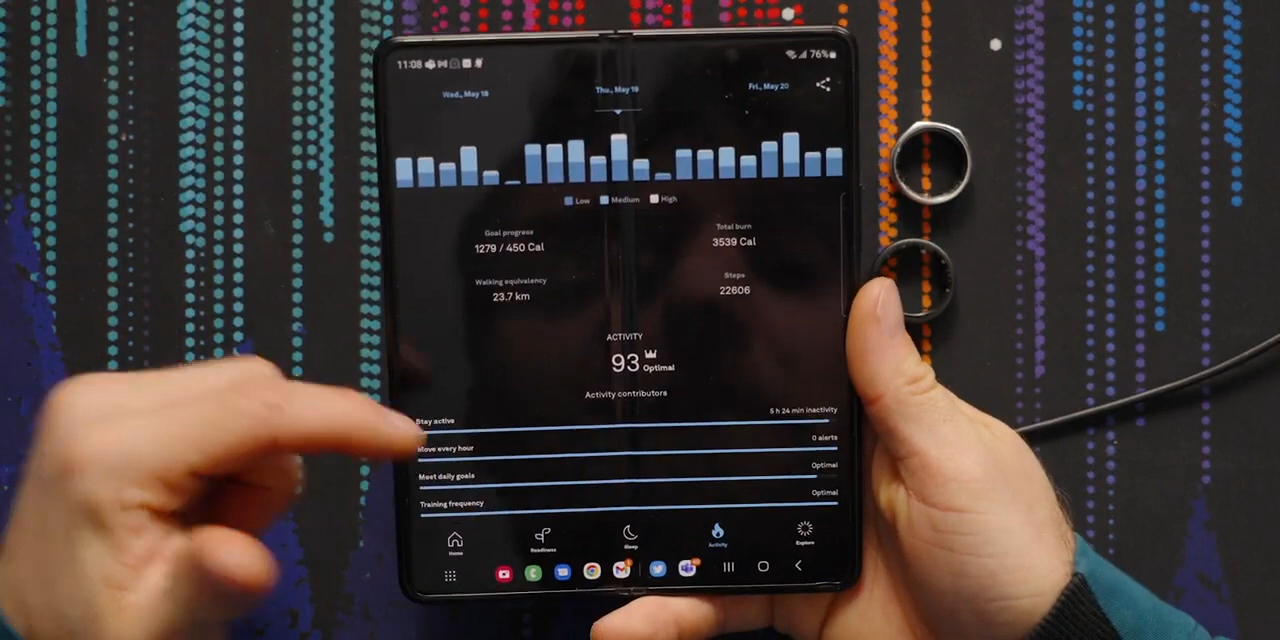 11:08
76%
Wed., May 18
Thu., May 19
Fri., May 20
Low Medium High
Goal progress
1279 / 450 Cal
Total burn
3539 Cal
Walking equivalency
23.7 km
Steps
22606
ACTIVITY
93 Optimal
Activity contributors
Stay active 5 h 24 min inactivity
Move every hour 0 alerts
Meet daily goals Optimal
Training frequency Optimal
Home Readiness Sleep Activity Explore